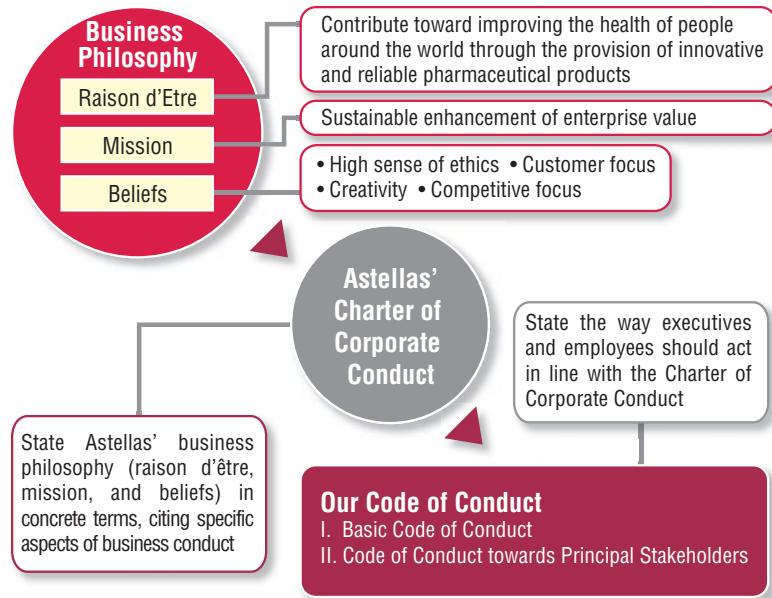 Business
Philosophy
Raison d’Etre
Contribute toward improving the health of people
around the world through the provision of innovative
and reliable pharmaceutical products
Mission
Sustainable enhancement of enterprise value
Beliefs
• High sense of ethics • Customer focus
• Creativity • Competitive focus
Astellas’
Charter of
Corporate
Conduct
State Astellas’ business
philosophy (raison d’être,
mission, and beliefs) in
concrete terms, citing specific
aspects of business conduct
State the way executives
and employees should act
in line with the Charter of
Corporate Conduct
Our Code of Conduct
I. Basic Code of Conduct
II. Code of Conduct towards Principal Stakeholders